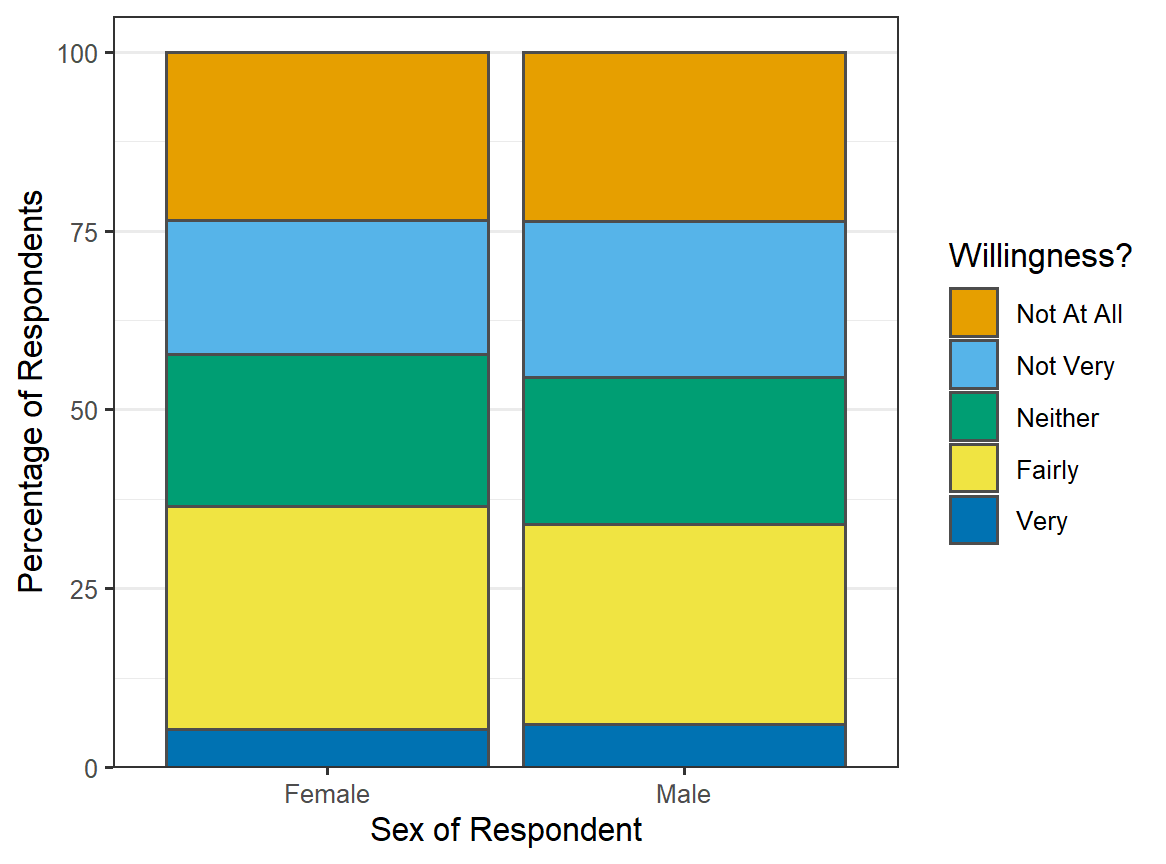 Percentage of Respondents
100
75
50
25
0
Female
Male
Sex of Respondent
Willingness?
Not At All
Not Very
Neither
Fairly
Very